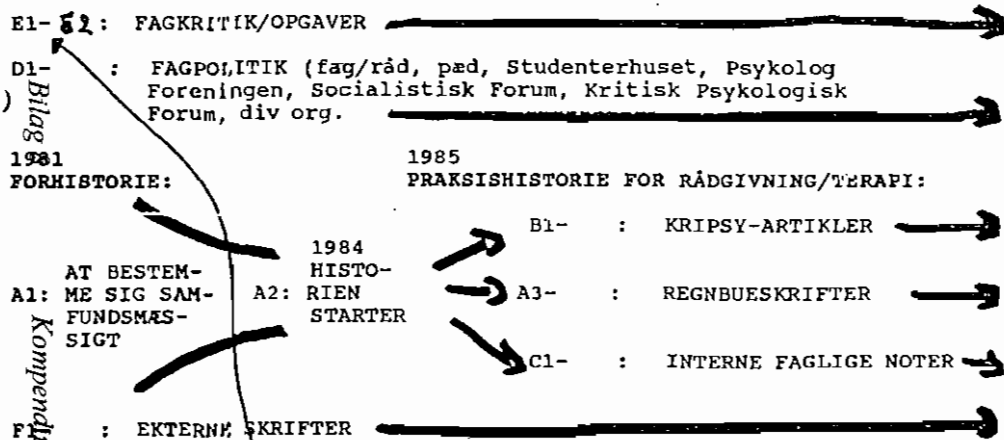 E1-52: FAGKRITIK/OPGAVER
D1- : FAGPOLITIK (fag/råd, pæd, Studenterhuset, Psykolog
Foreningen, Socialistisk Forum, Kritisk Psykologisk
Forum, div org.
)
Bilag
1981
FORHISTORIE:
1985
PRAKSISHISTORIE FOR RÅDGIVNING/TERAPI:
B1- : KRIPSY-ARTIKLER
A1: AT BESTEM-
ME SIG SAM-
FUNDSMÆS-
SIGT
A2: 1984
HISTO-
RIEN
STARTER
A3- : REGNBUESKRIFTER
C1- : INTERNE FAGLIGE NOTER
F1 : EKTERNE SKRIFTER